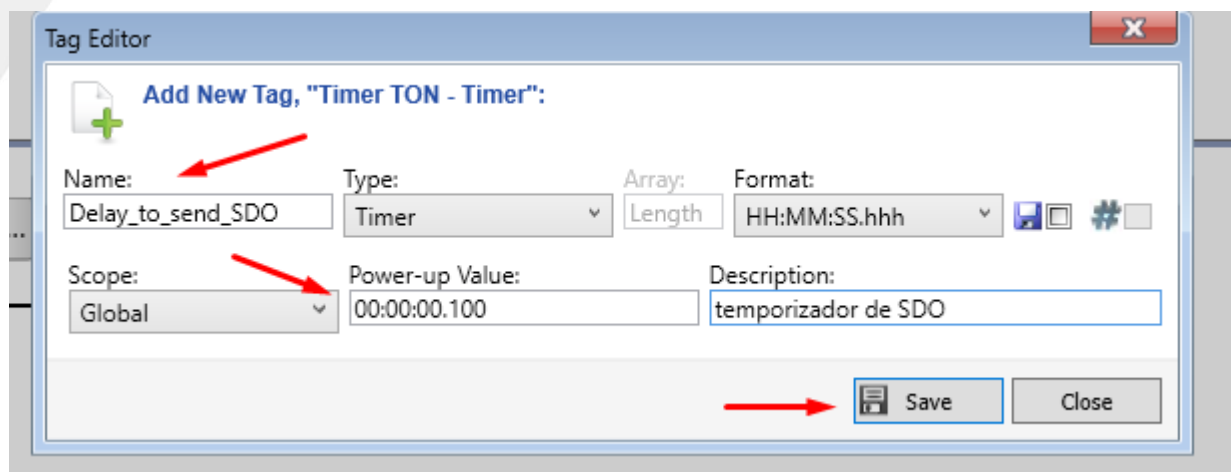 Tag Editor
Add New Tag, "Timer TON - Timer":
Name: Type: Array: Format:
Delay_to_send_SDO Timer Length HH:MM:SS.hhh #
...
Scope: Power-up Value: Description:
Global 00:00:00.100 temporizador de SDO
Save Close